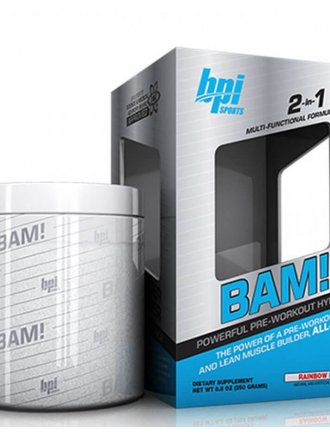 bpi
SPORTS
2-in-1
MULTI-FUNCTIONAL FORMULA
BAM!
POWERFUL PRE-WORKOUT HY
THE POWER OF A PRE-WORKO
AND LEAN MUSCLE BUILDER, ALL
DIETARY SUPPLEMENT
NET WT 8.8 OZ (250 GRAMS)
RAINBOW
BAM!
bpi
BAM!
BAM!
bpi